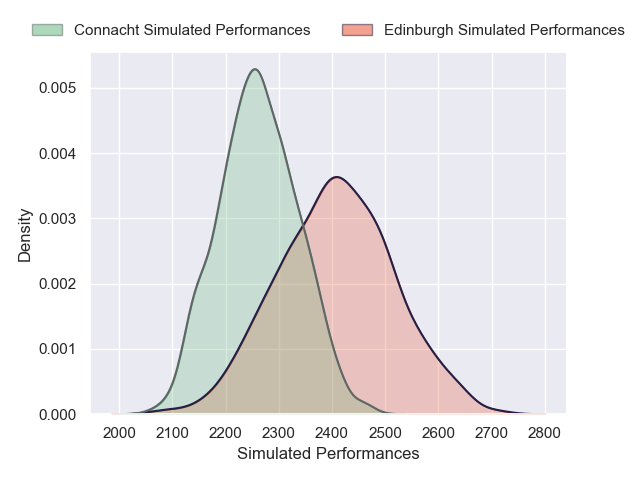 Connacht Simulated Performances Edinburgh Simulated Performances
0.005
0.004
0.003
0.002
0.001
0.000
Density
2000 2100 2200 2300 2400 2500 2600 2700 2800
Simulated Performances